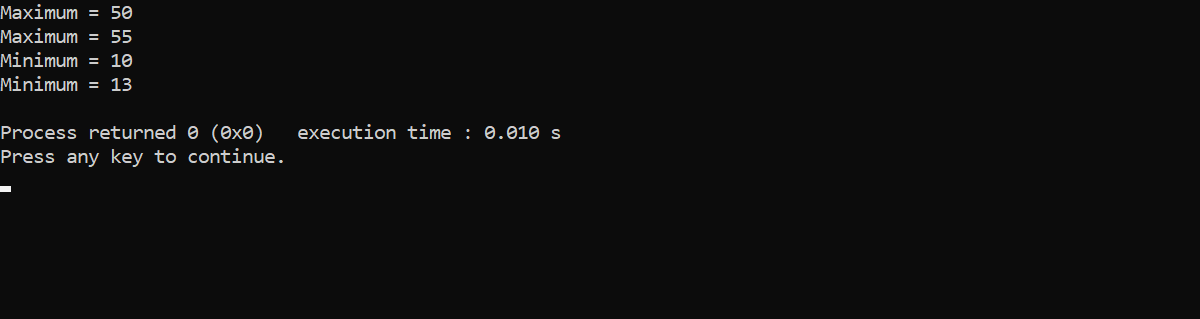 Maximum = 50
Maximum = 55
Minimum = 10
Minimum = 13
Process returned 0 (0x0)   execution time : 0.010 s
Press any key to continue.